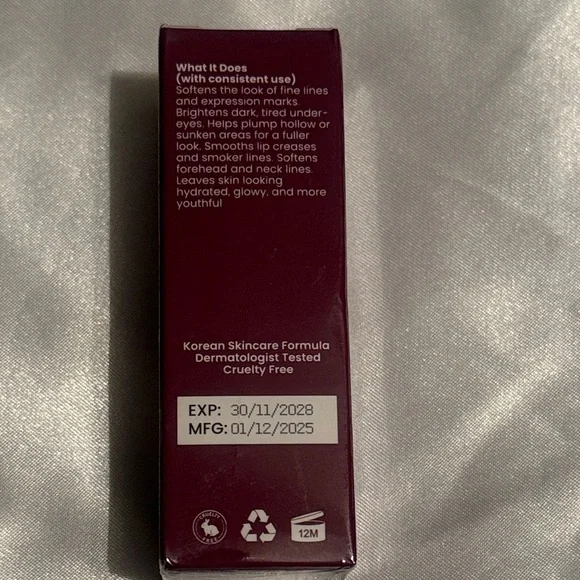 What It Does
(with consistent use)
Softens the look of fine lines
and expression marks.
Brightens dark, tired under-
eyes. Helps plump hollow or
sunken areas for a fuller
look. Smooths lip creases
and smoker lines. Softens
forehead and neck lines.
Leaves skin looking
hydrated, glowy, and more
youthful
Korean Skincare Formula
Dermatologist Tested
Cruelty Free
EXP: 30/11/2028
MFG: 01/12/2025
CRUELTY
FREE
12M